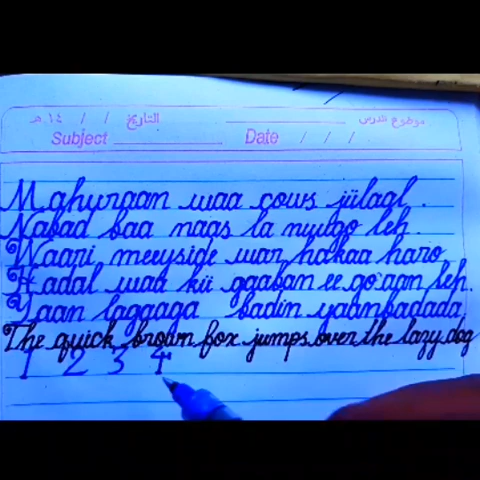 موضوع الدرس التاريخ / / ١٤ هـ
Subject Date / / /
Mahuraan waa cows jiilaal.
Nabad baa naas la nuugo leh.
Waari meeyside war hakaa haro
Hadal waa kii gaaban ee go'aan leh.
Yaan lagaaga badin yaanbadada
The quick brown fox jumps over the lazy dog
1 2 3 4